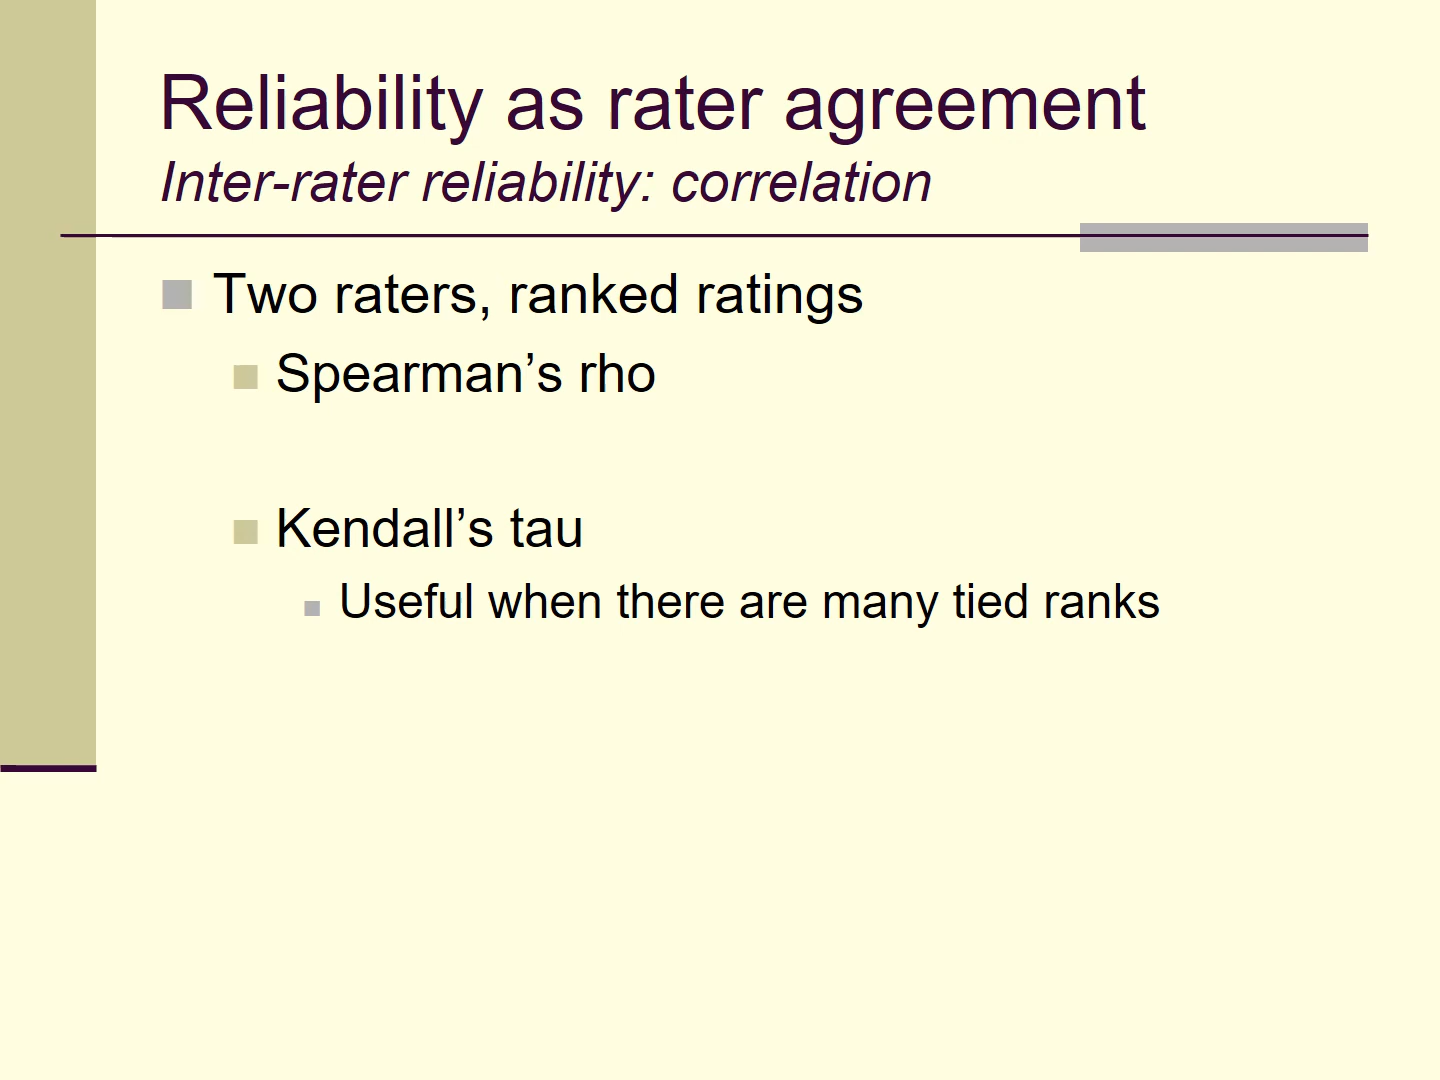 Reliability as rater agreement
Inter-rater reliability: correlation
Two raters, ranked ratings
Spearman’s rho
Kendall’s tau
Useful when there are many tied ranks